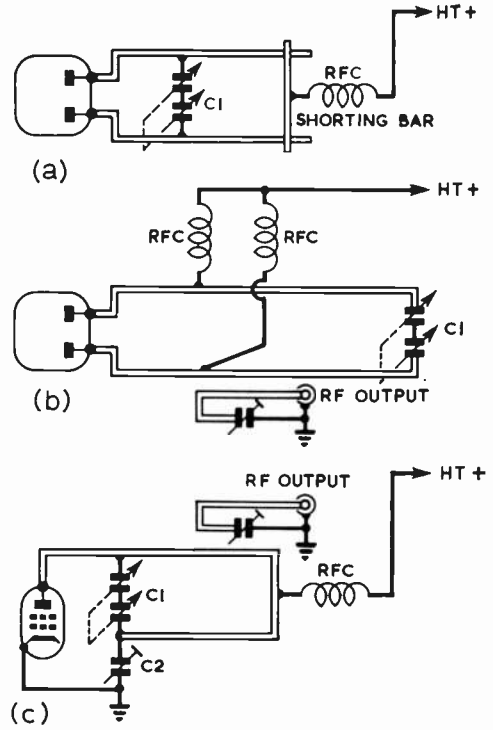 HT+
RFC
C1
SHORTING BAR
(a)
HT+
RFC
RFC
C1
(b)
RF OUTPUT
RF OUTPUT
HT+
RFC
C1
C2
(c)